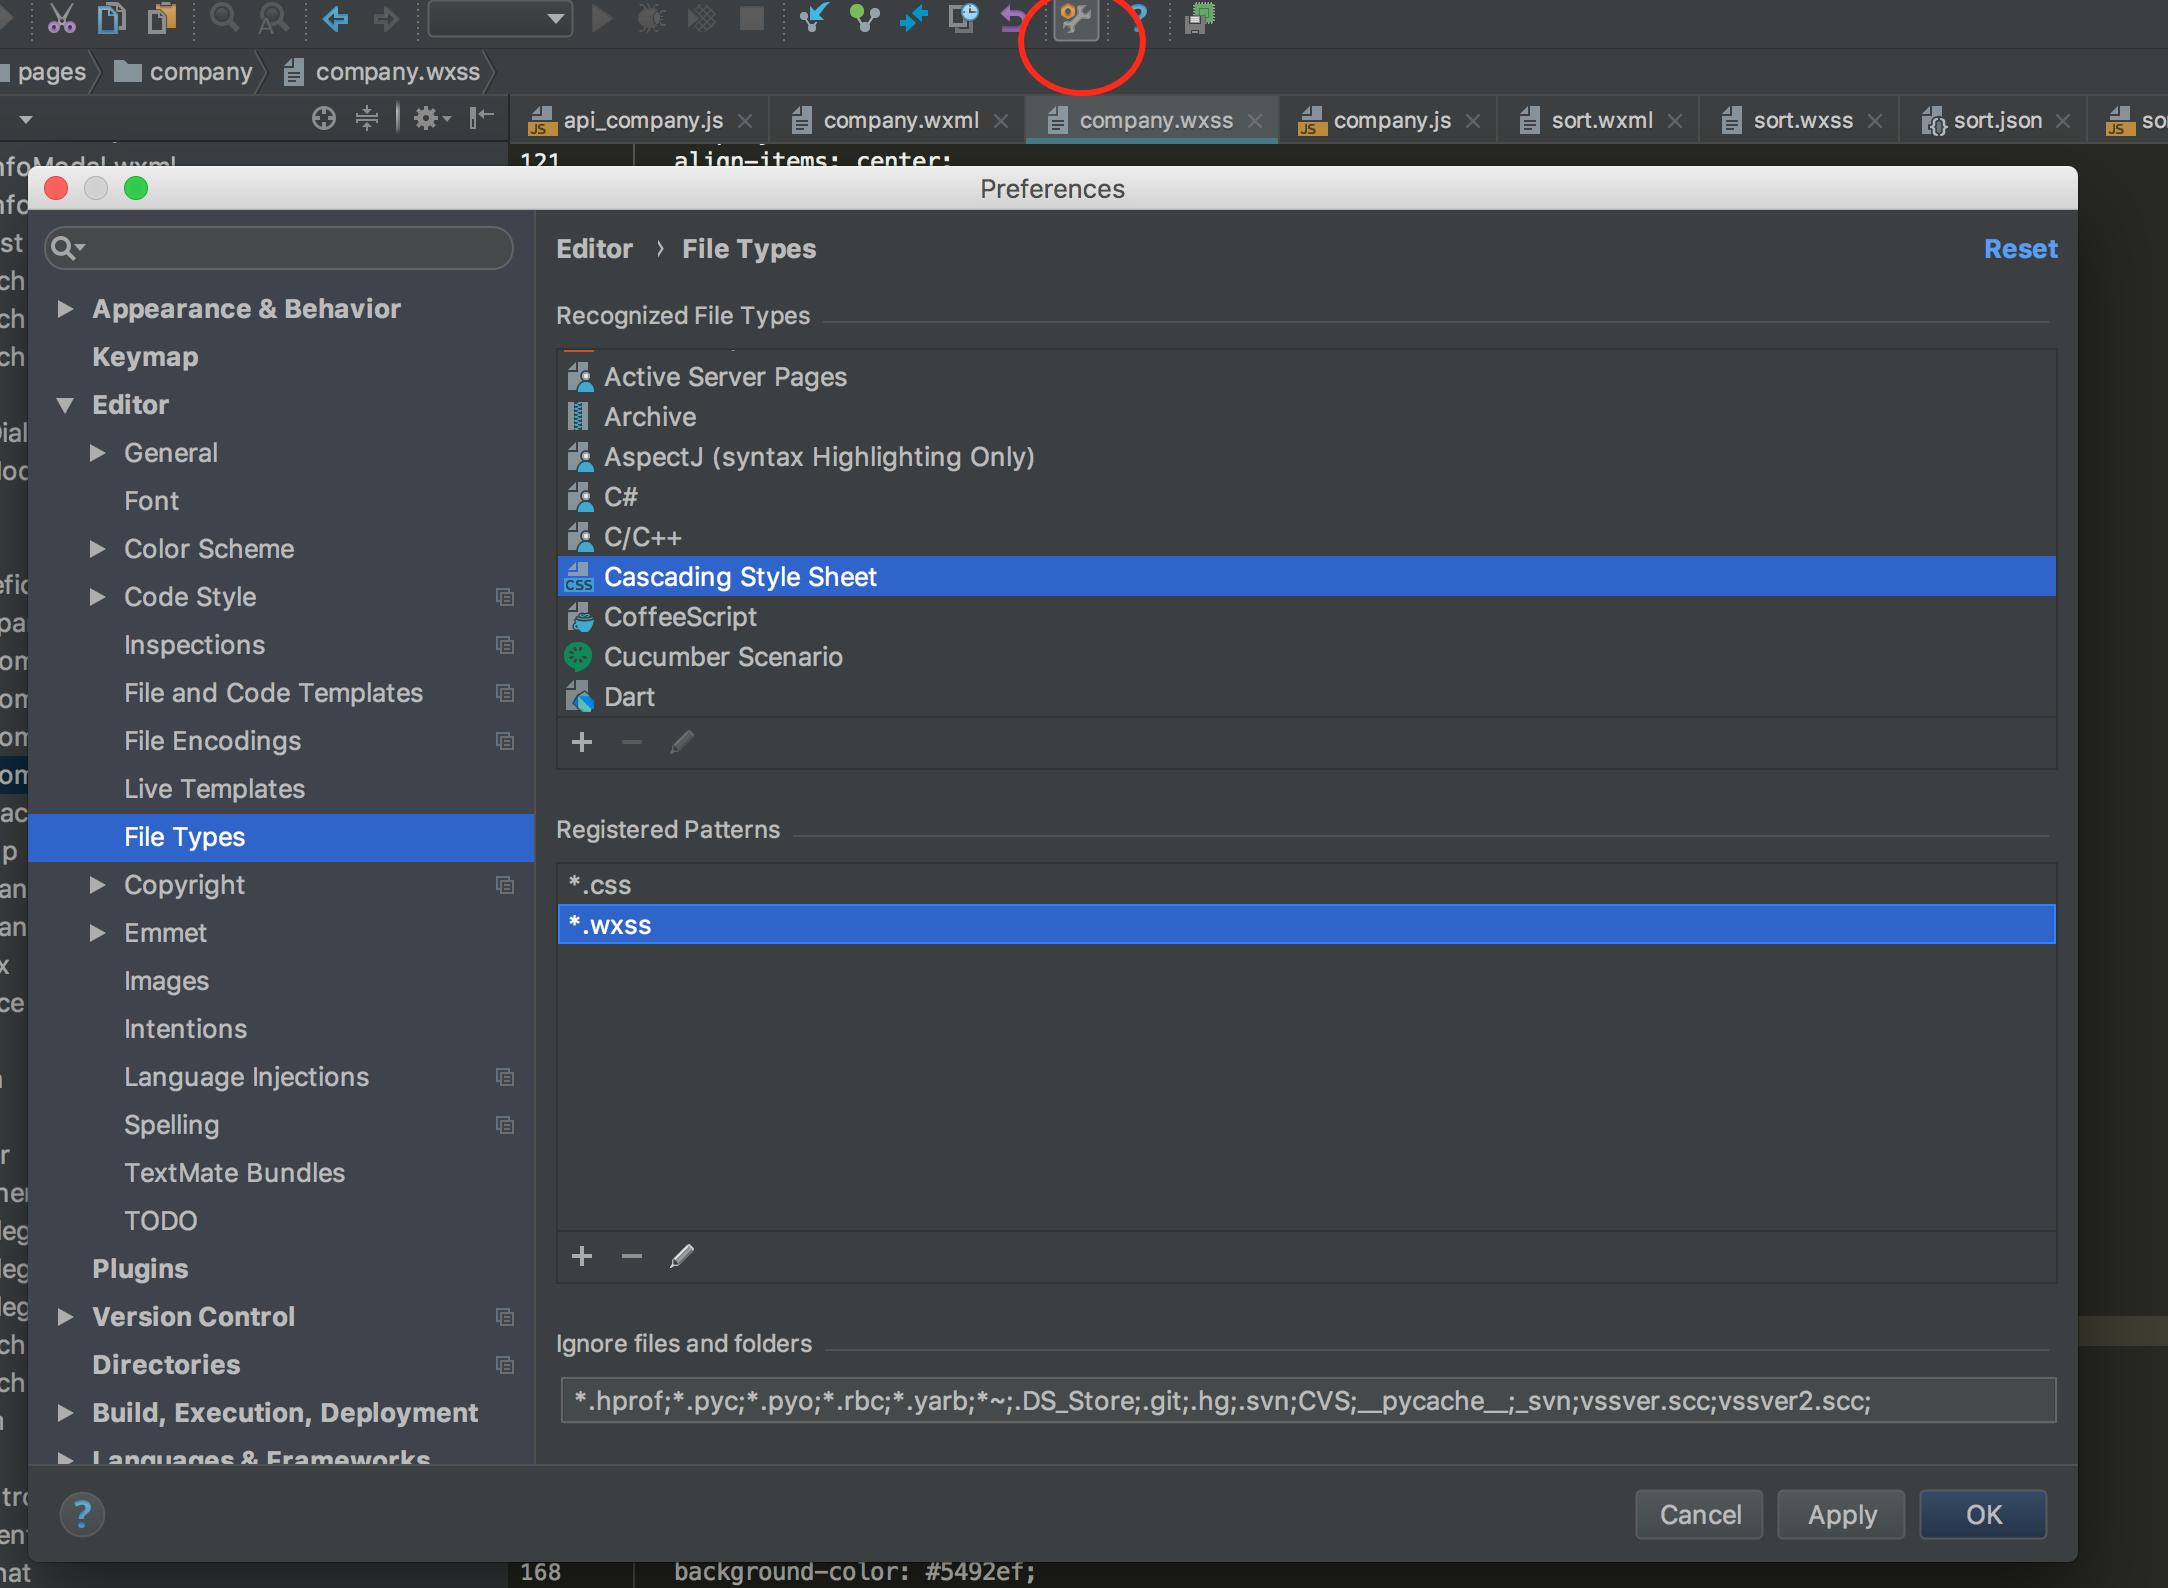 pages company company.wxss
api_company.js company.wxml company.wxss company.js sort.wxml sort.wxss sort.json
121 align-items: center;
Preferences
Editor › File Types Reset
Appearance & Behavior
Keymap
Editor
General
Font
Color Scheme
Code Style
Inspections
File and Code Templates
File Encodings
Live Templates
File Types
Copyright
Emmet
Images
Intentions
Language Injections
Spelling
TextMate Bundles
TODO
Plugins
Version Control
Directories
Build, Execution, Deployment
Languages & Frameworks
Recognized File Types
Active Server Pages
Archive
AspectJ (syntax Highlighting Only)
C#
C/C++
Cascading Style Sheet
CoffeeScript
Cucumber Scenario
Dart
Registered Patterns
*.css
*.wxss
Ignore files and folders
*.hprof;*.pyc;*.pyo;*.rbc;*.yarb;*~;.DS_Store;.git;.hg;.svn;CVS;__pycache__;_svn;vssver.scc;vssver2.scc;
? Cancel Apply OK
168 background-color: #5492ef;